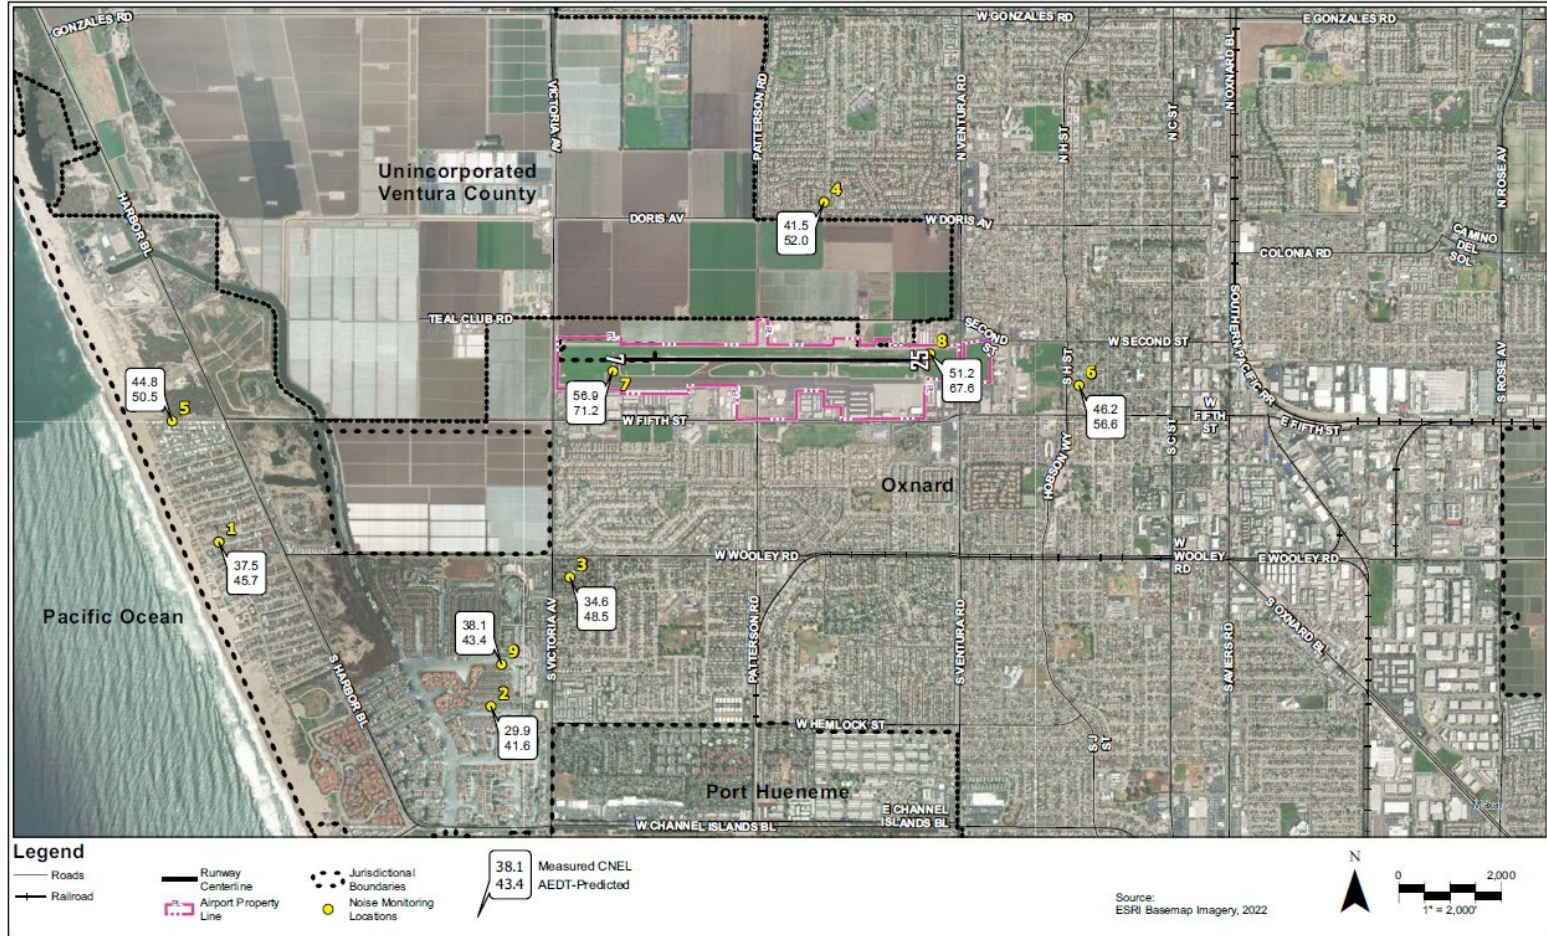 GONZALES RD
W GONZALES RD
E GONZALES RD
VICTORIA AV
PATTERSON RD
N VENTURA RD
N H ST
N C ST
N OXNARD BL
N ROSE AV
Unincorporated
Ventura County
4
41.5
52.0
DORIS AV
W DORIS AV
HARBOR BL
COLONIA RD
CAMINO
DEL
SOL
TEAL CLUB RD
SECOND
ST
W SECOND ST
SOUTHERN PACIFIC RR
S ROSE AV
7
25
8
51.2
67.6
7
56.9
71.2
S H ST
6
46.2
56.6
44.8
50.5
5
W FIFTH ST
W
FIFTH
ST
E FIFTH ST
S C ST
HOBSON WY
Oxnard
1
37.5
45.7
W WOOLEY RD
W
WOOLEY
RD
E WOOLEY RD
3
34.6
48.5
Pacific Ocean
38.1
43.4
9
2
29.9
41.6
S HARBOR BL
S VICTORIA AV
PATTERSON RD
S VENTURA RD
S AVERS RD
S OXNARD BL
W HEMLOCK ST
S J
ST
Port Hueneme
E CHANNEL
ISLANDS BL
W CHANNEL ISLANDS BL
Maxar
Legend
Roads
Railroad
Runway
Centerline
Airport Property
Line
Jurisdictional
Boundaries
Noise Monitoring
Locations
38.1
43.4
Measured CNEL
AEDT-Predicted
Source:
ESRI Basemap Imagery, 2022
N
0
2,000
1" = 2,000'